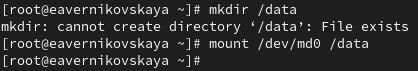 [root@eavernikovskaya ~]# mkdir /data
mkdir: cannot create directory ‘/data’: File exists
[root@eavernikovskaya ~]# mount /dev/md0 /data
[root@eavernikovskaya ~]#